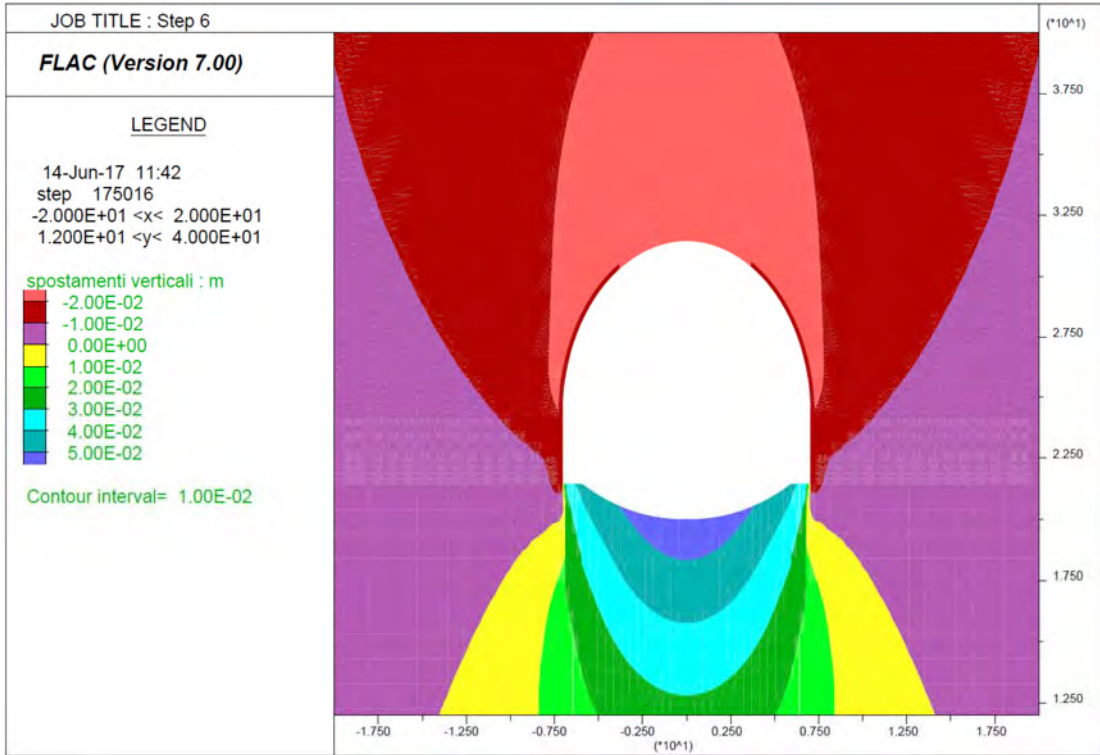 JOB TITLE : Step 6
FLAC (Version 7.00)
LEGEND
14-Jun-17 11:42
step 175016
-2.000E+01 <x< 2.000E+01
1.200E+01 <y< 4.000E+01
spostamenti verticali : m
-2.00E-02
-1.00E-02
0.00E+00
1.00E-02
2.00E-02
3.00E-02
4.00E-02
5.00E-02
Contour interval= 1.00E-02
(*10^1)
3.750
3.250
2.750
2.250
1.750
1.250
-1.750 -1.250 -0.750 -0.250 0.250 0.750 1.250 1.750
(*10^1)